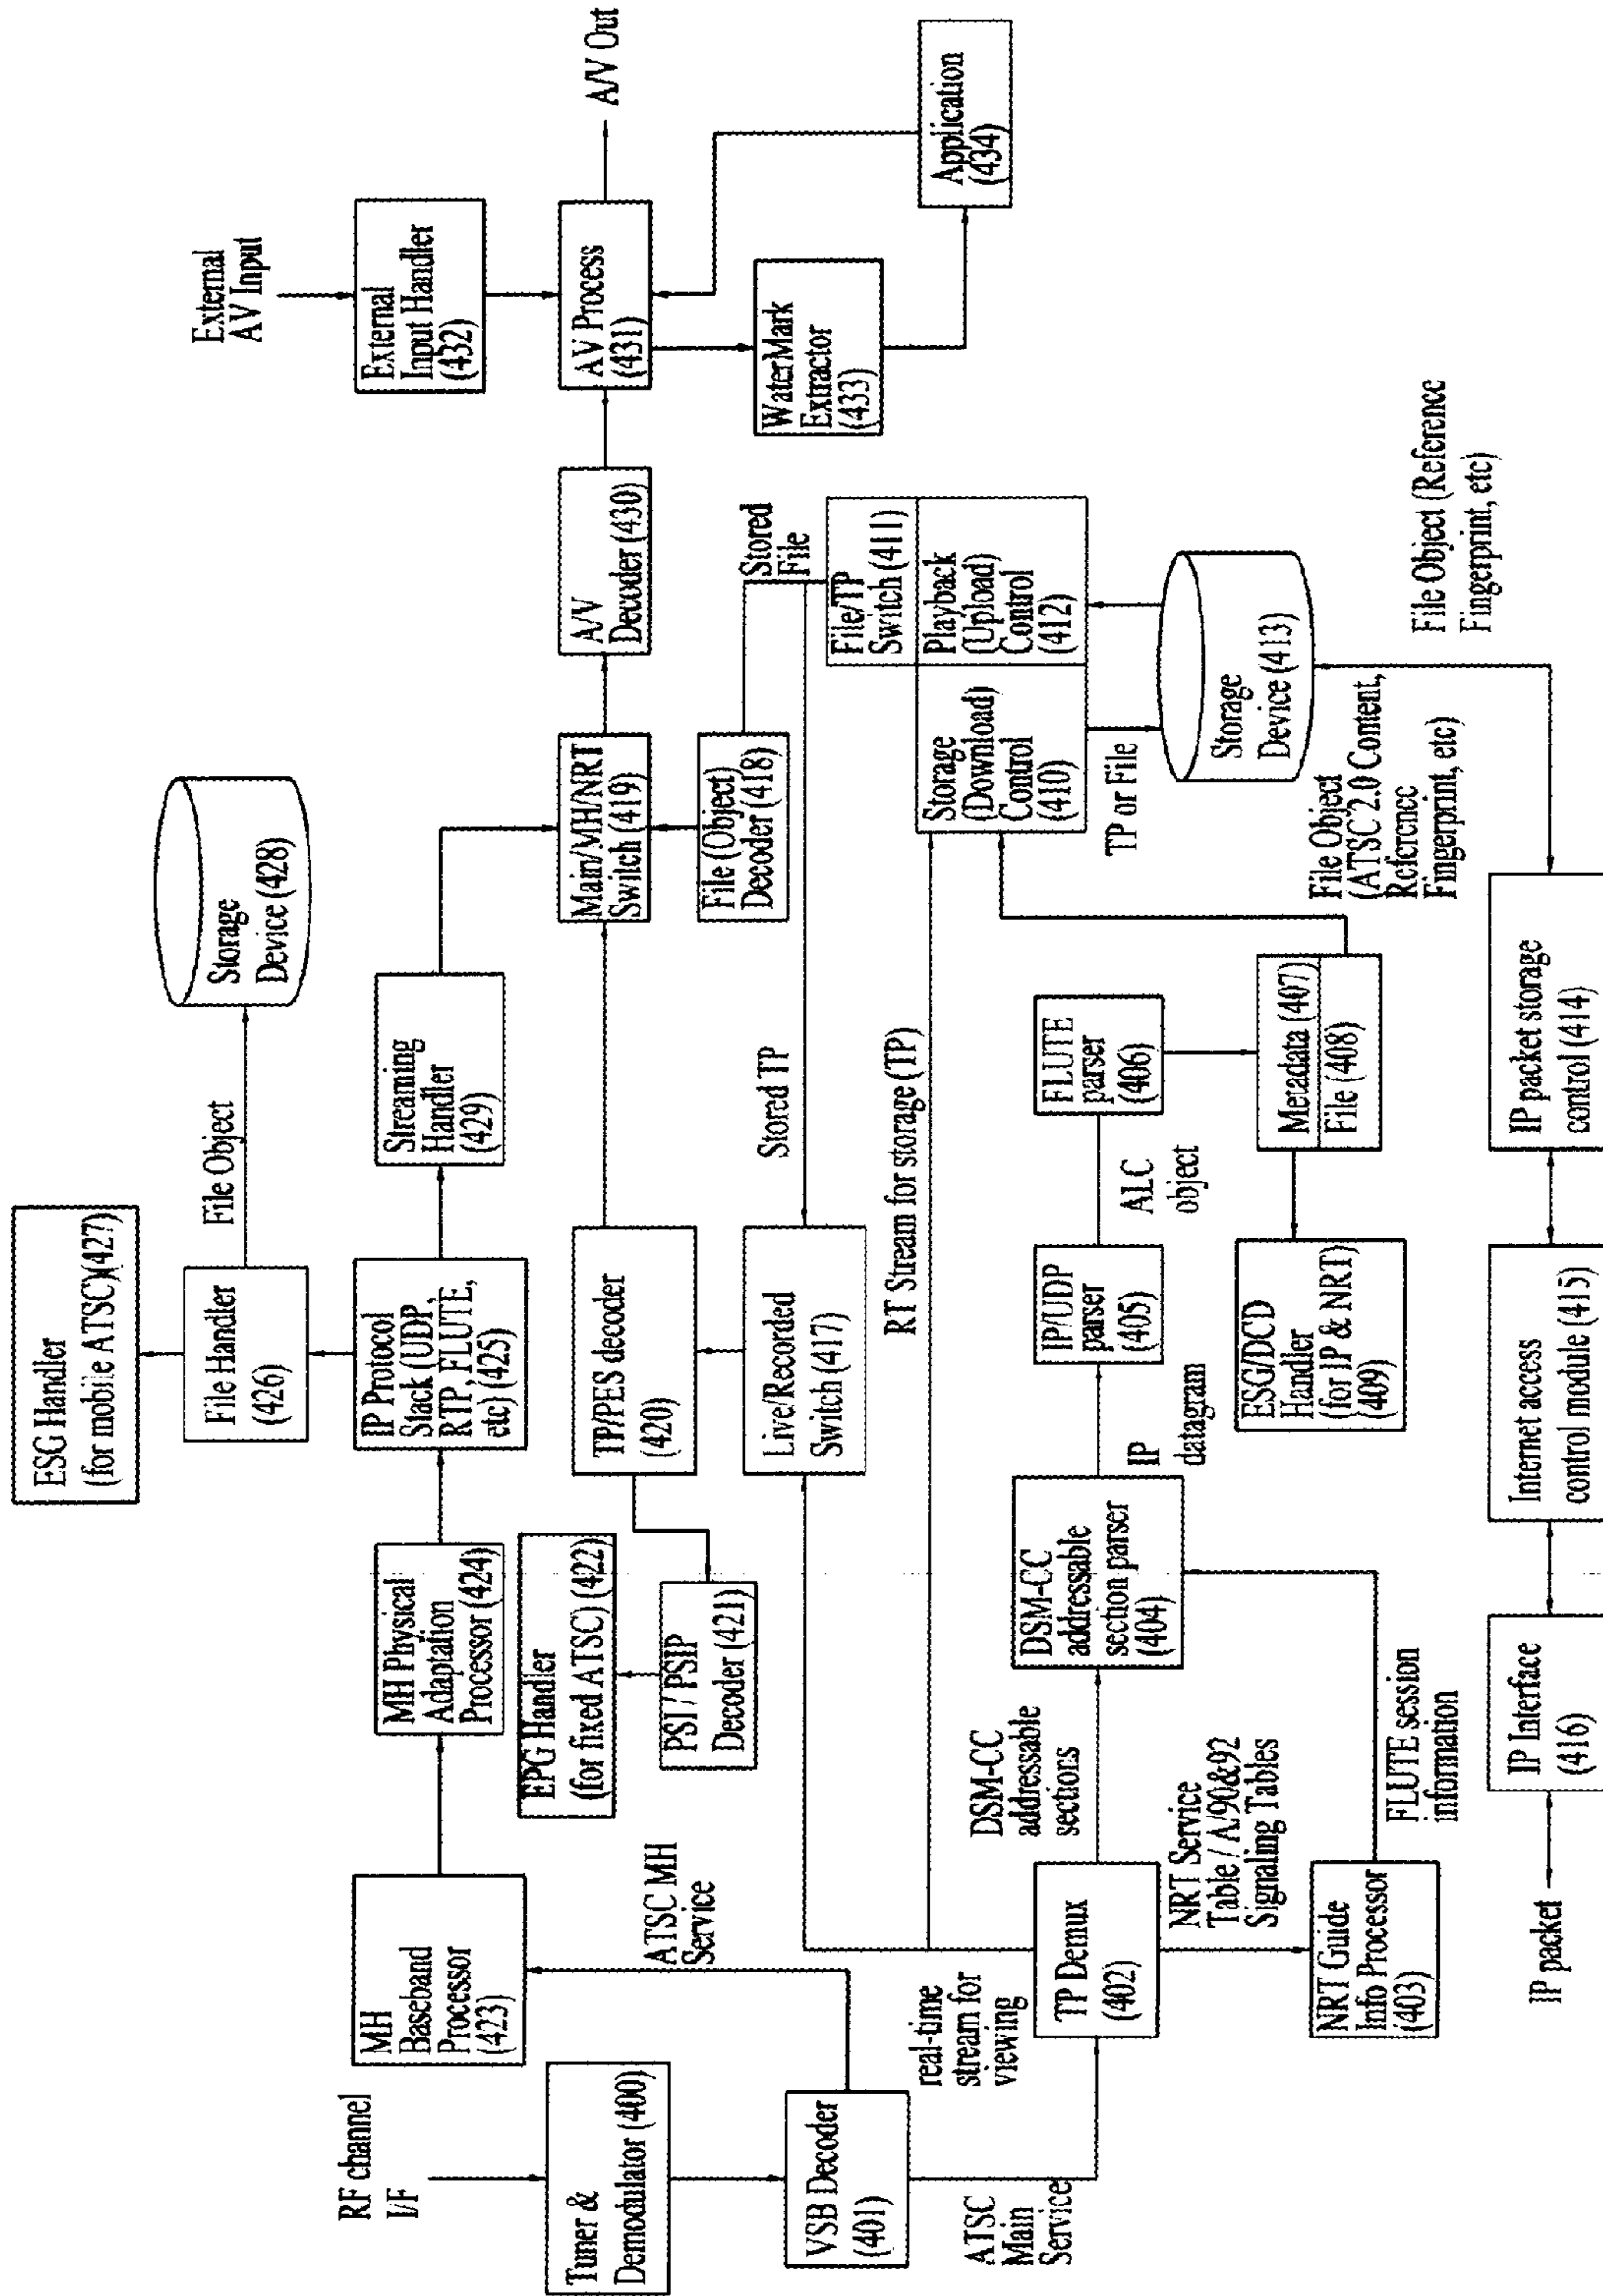 RF channel
I/F
Tuner &
Demodulator (400)
VSB Decoder
(401)
ATSC
Main
Service
ATSC MH
Service
MH
Baseband
Processor
(423)
MH Physical
Adaptation
Processor (424)
IP Protocol
Stack (UDP,
RTP, FLUTE,
etc) (425)
File Handler
(426)
ESG Handler
(for mobile ATSC)(427)
File Object
Storage
Device (428)
Streaming
Handler
(429)
EPG Handler
(for fixed ATSC) (422)
PSI / PSIP
Decoder (421)
TP/PES decoder
(420)
Live/Recorded
Switch (417)
Main/MH/NRT
Switch (419)
File (Object)
Decoder (418)
A/V
Decoder (430)
External
AV Input
External
Input Handler
(432)
AV Process
(431)
A/V Out
WaterMark
Extractor
(433)
Application
(434)
real-time
stream for
viewing
TP Demux
(402)
Stored TP
Stored
File
RT Stream for storage (TP)
File/TP
Switch (411)
Storage
(Download)
Control
(410)
Playback
(Upload)
Control
(412)
TP or File
Storage
Device (413)
DSM-CC
addressable
sections
DSM-CC
addressable
section parser
(404)
IP
datagram
IP/UDP
parser
(405)
ALC
object
FLUTE
parser
(406)
Meradata (407)
File (408)
ESG/DCD
Handler
(for IP & NRT)
(409)
NRT Service
Table / A/90&92
Signaling Tables
NRT Guide
Info Processor
(403)
FLUTE session
information
File Object
(ATSC 2.0 Content,
Reference
Fingerprint, etc)
File Object (Reference
Fingerprint, etc)
IP packet
IP Interface
(416)
Internet access
control module (415)
IP packet storage
control (414)